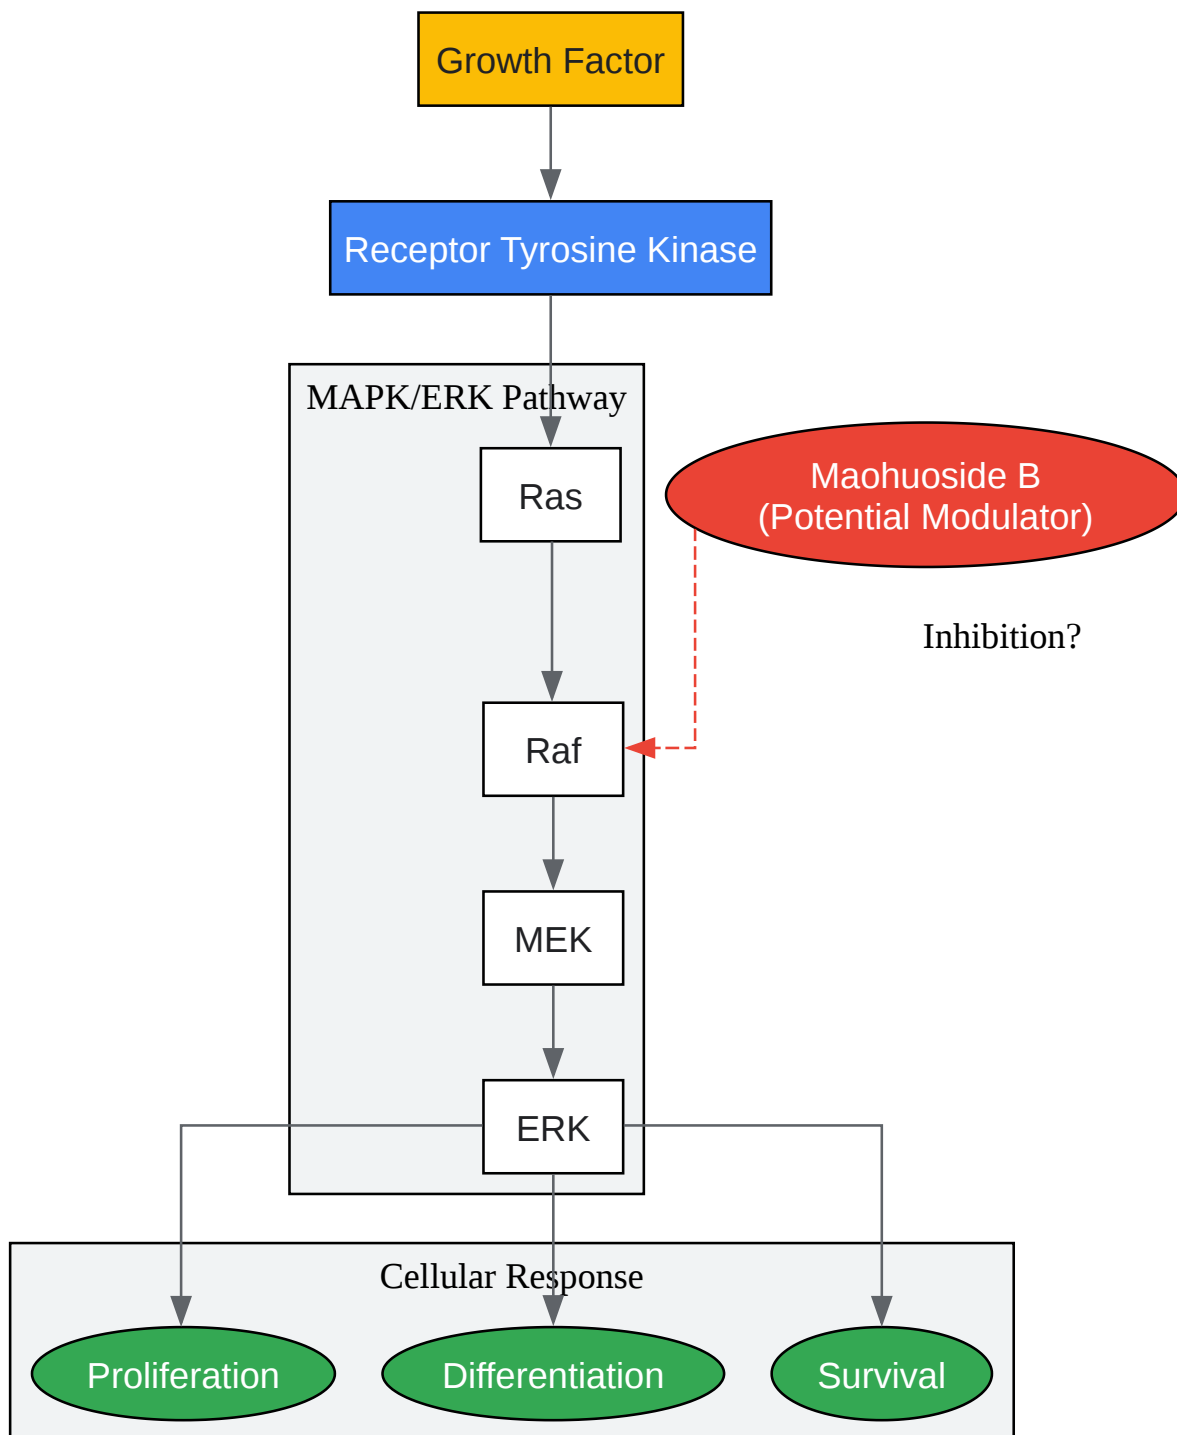 Growth Factor
Receptor Tyrosine Kinase
MAPK/ERK Pathway
Ras
Maohuoside B
(Potential Modulator)
Inhibition?
Raf
MEK
ERK
Cellular Response
Proliferation
Differentiation
Survival